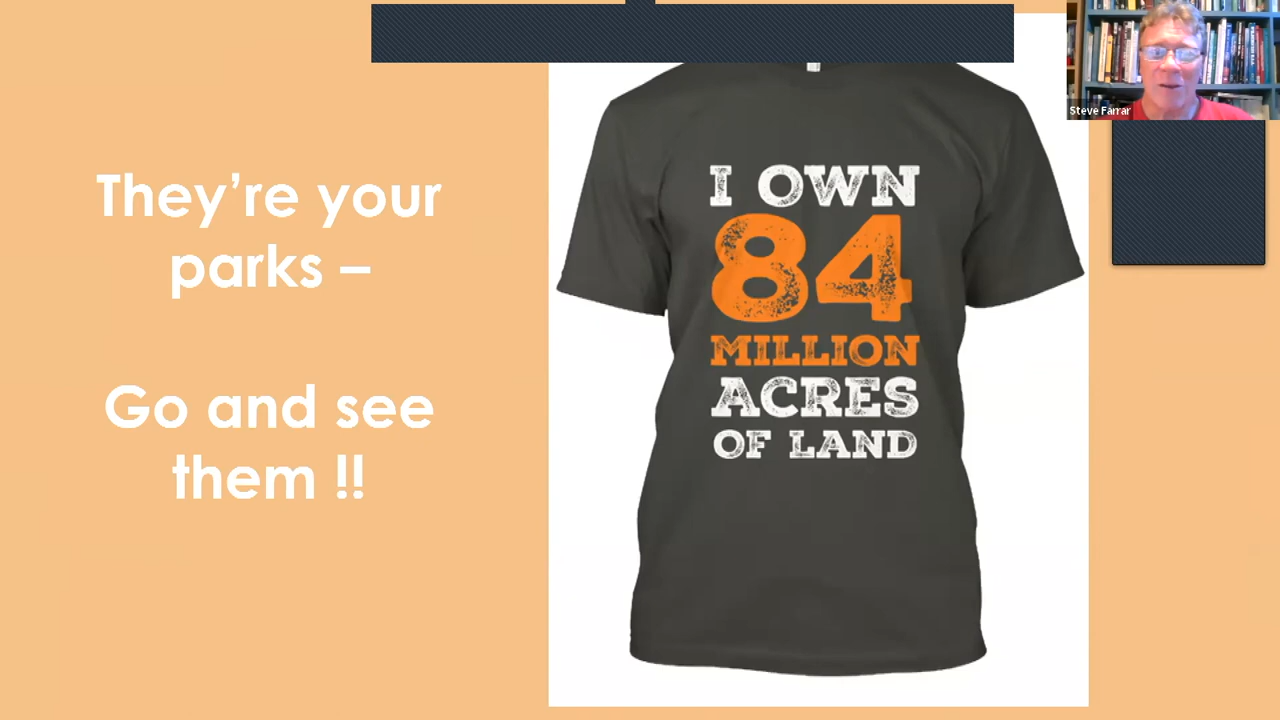 They’re your
parks –
Go and see
them !!
I OWN
84
MILLION
ACRES
OF LAND
Steve Farrar